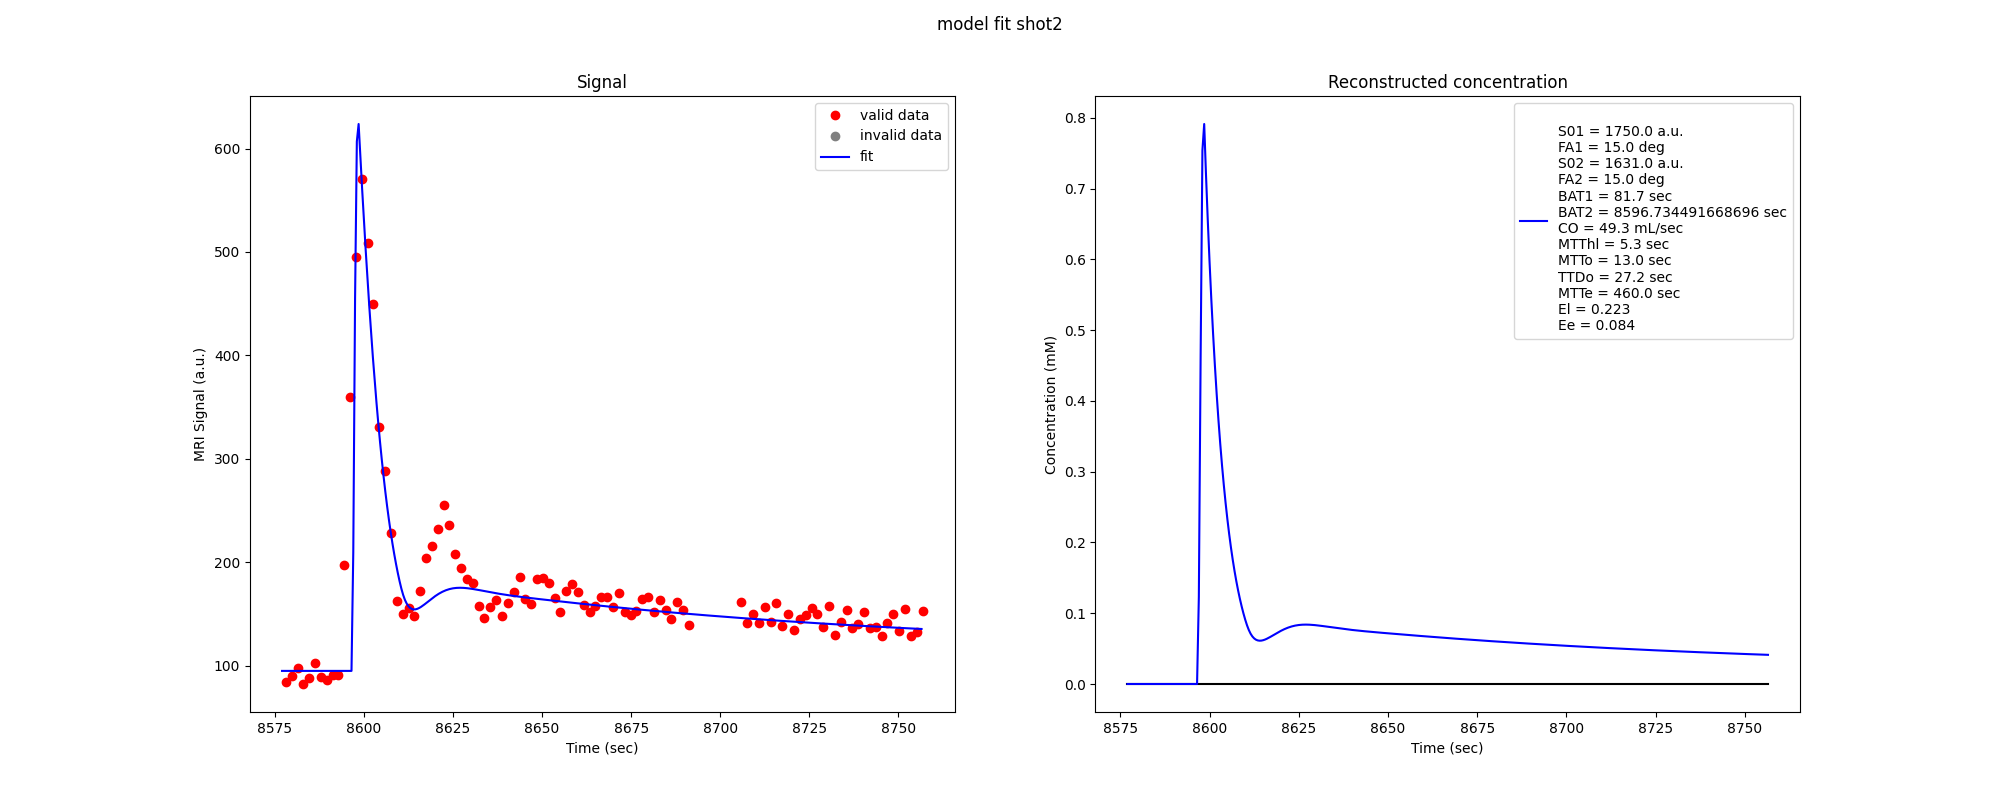 model fit shot2
Signal
valid data
invalid data
fit
600
500
400
300
200
100
MRI Signal (a.u.)
8575 8600 8625 8650 8675 8700 8725 8750
Time (sec)
Reconstructed concentration
S01 = 1750.0 a.u.
FA1 = 15.0 deg
S02 = 1631.0 a.u.
FA2 = 15.0 deg
BAT1 = 81.7 sec
BAT2 = 8596.734491668696 sec
CO = 49.3 mL/sec
MTThl = 5.3 sec
MTTo = 13.0 sec
TTDo = 27.2 sec
MTTe = 460.0 sec
El = 0.223
Ee = 0.084
0.8
0.7
0.6
0.5
0.4
0.3
0.2
0.1
0.0
Concentration (mM)
8575 8600 8625 8650 8675 8700 8725 8750
Time (sec)